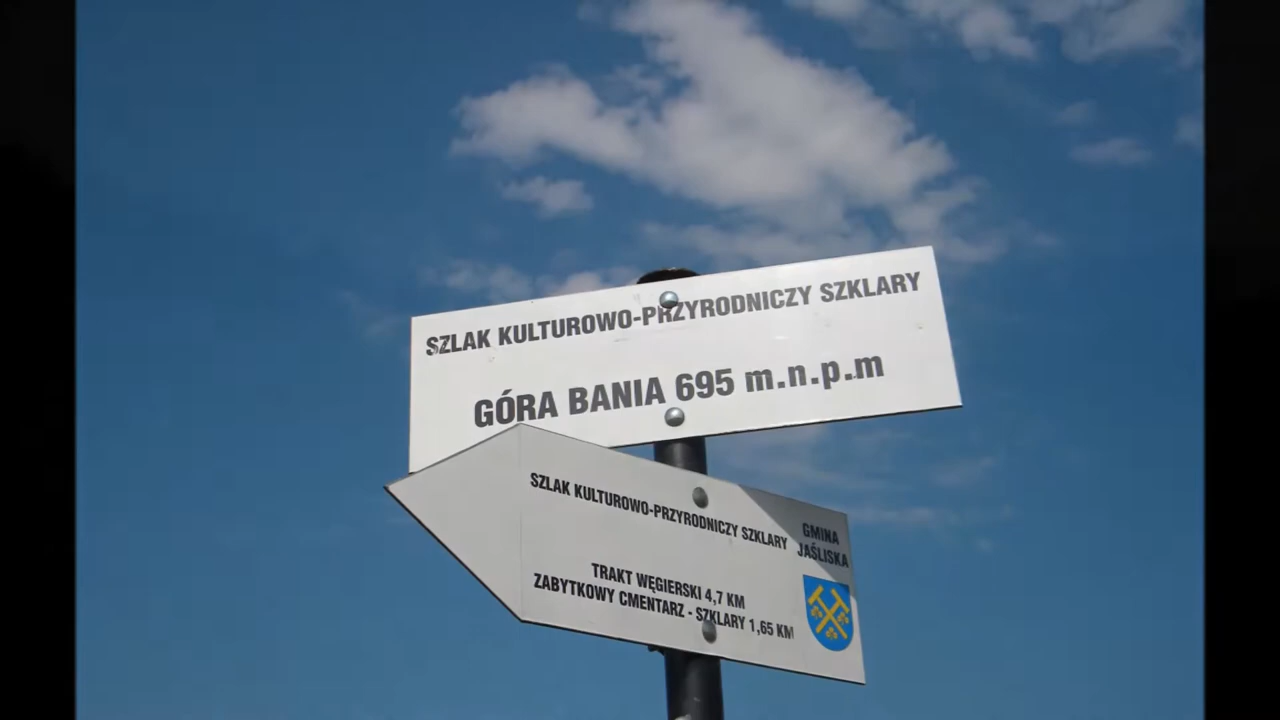 SZLAK KULTUROWO-PRZYRODNICZY SZKLARY
GÓRA BANIA 695 m.n.p.m
SZLAK KULTUROWO-PRZYRODNICZY SZKLARY
GMINA
JAŚLISKA
TRAKT WĘGIERSKI 4,7 KM
ZABYTKOWY CMENTARZ - SZKLARY 1,65 KM